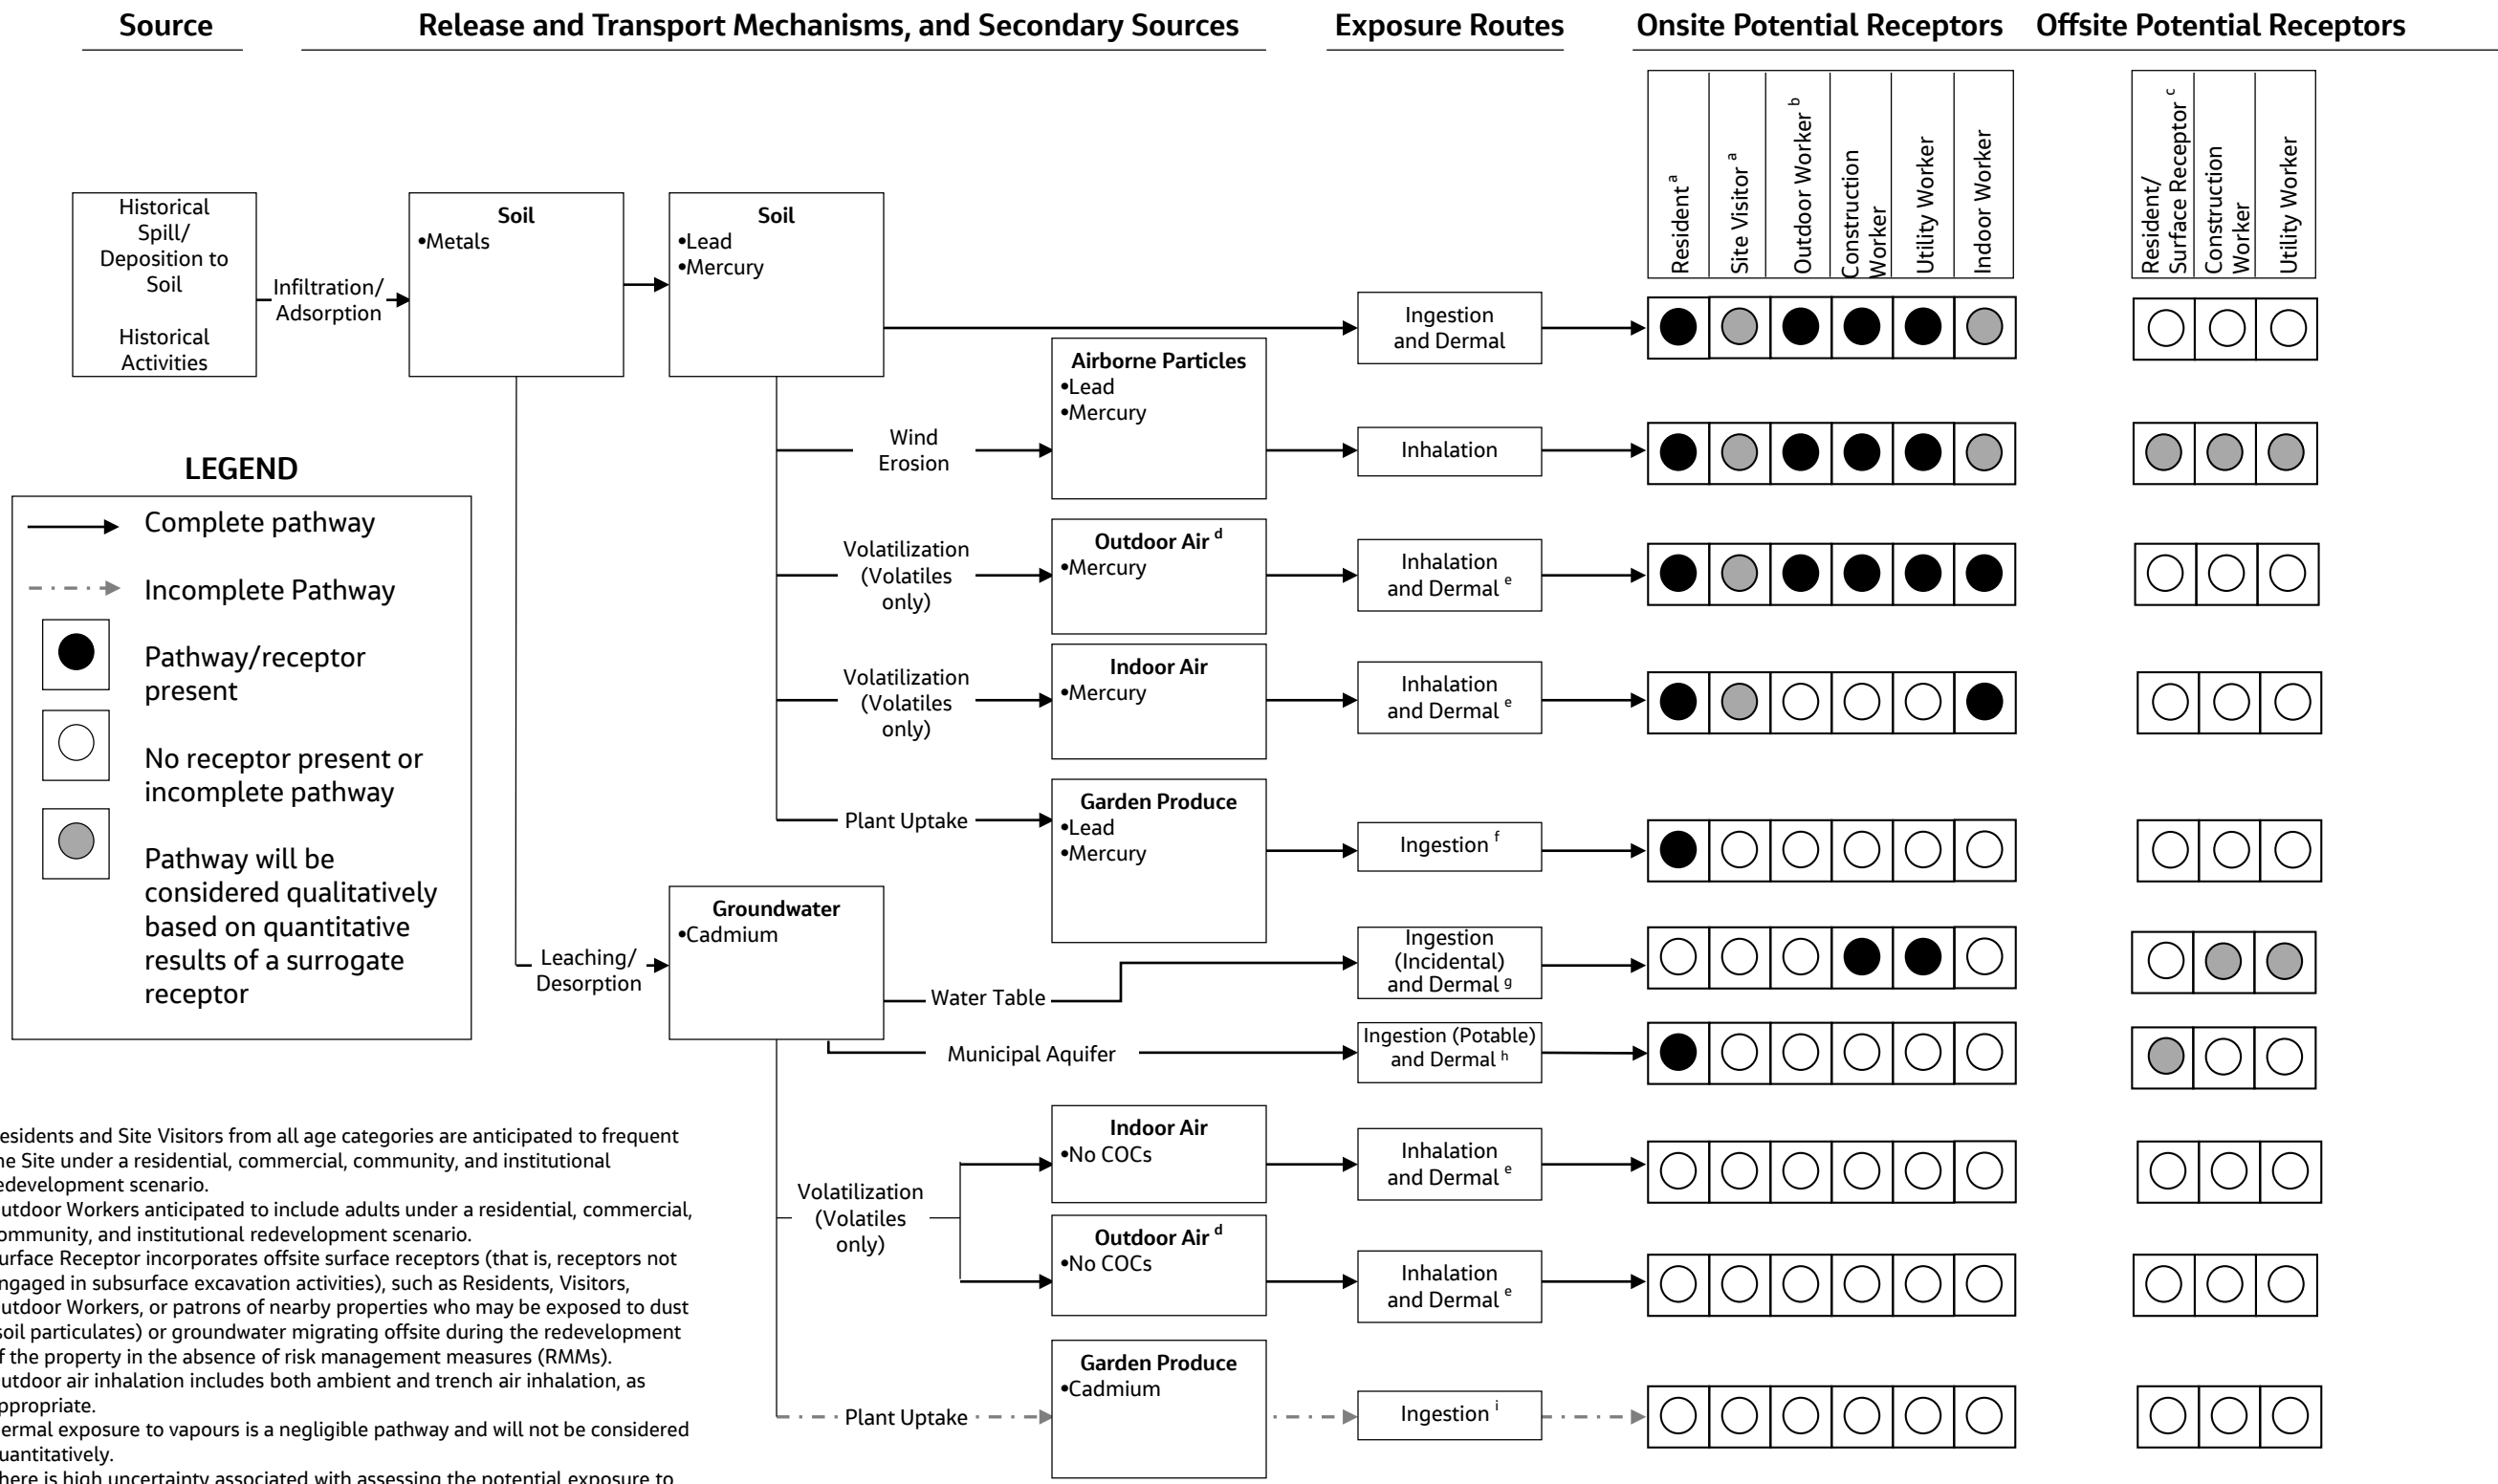 Source
Release and Transport Mechanisms, and Secondary Sources
Exposure Routes
Onsite Potential Receptors
Offsite Potential Receptors
Resident a
Site Visitor a
Outdoor Worker b
Construction
Worker
Utility Worker
Indoor Worker
Resident/
Surface Receptor c
Construction
Worker
Utility Worker
Historical
Spill/
Deposition to
Soil
Historical
Activities
Infiltration/
Adsorption
Soil
•Metals
Soil
•Lead
•Mercury
Ingestion
and Dermal
Wind
Erosion
Airborne Particles
•Lead
•Mercury
Inhalation
Volatilization
(Volatiles
only)
Outdoor Air d
•Mercury
Inhalation
and Dermal e
Volatilization
(Volatiles
only)
Indoor Air
•Mercury
Inhalation
and Dermal e
Plant Uptake
Garden Produce
•Lead
•Mercury
Ingestion f
Leaching/
Desorption
Groundwater
•Cadmium
Water Table
Ingestion
(Incidental)
and Dermal g
Municipal Aquifer
Ingestion (Potable)
and Dermal h
Volatilization
(Volatiles
only)
Indoor Air
•No COCs
Inhalation
and Dermal e
Outdoor Air d
•No COCs
Inhalation
and Dermal e
Plant Uptake
Garden Produce
•Cadmium
Ingestion i
LEGEND
Complete pathway
Incomplete Pathway
Pathway/receptor
present
No receptor present or
incomplete pathway
Pathway will be
considered qualitatively
based on quantitative
results of a surrogate
receptor
esidents and Site Visitors from all age categories are anticipated to frequent
he Site under a residential, commercial, community, and institutional
edevelopment scenario.
utdoor Workers anticipated to include adults under a residential, commercial,
ommunity, and institutional redevelopment scenario.
urface Receptor incorporates offsite surface receptors (that is, receptors not
ngaged in subsurface excavation activities), such as Residents, Visitors,
utdoor Workers, or patrons of nearby properties who may be exposed to dust
soil particulates) or groundwater migrating offsite during the redevelopment
f the property in the absence of risk management measures (RMMs).
utdoor air inhalation includes both ambient and trench air inhalation, as
ppropriate.
ermal exposure to vapours is a negligible pathway and will not be considered
uantitatively.
here is high uncertainty associated with assessing the potential exposure to